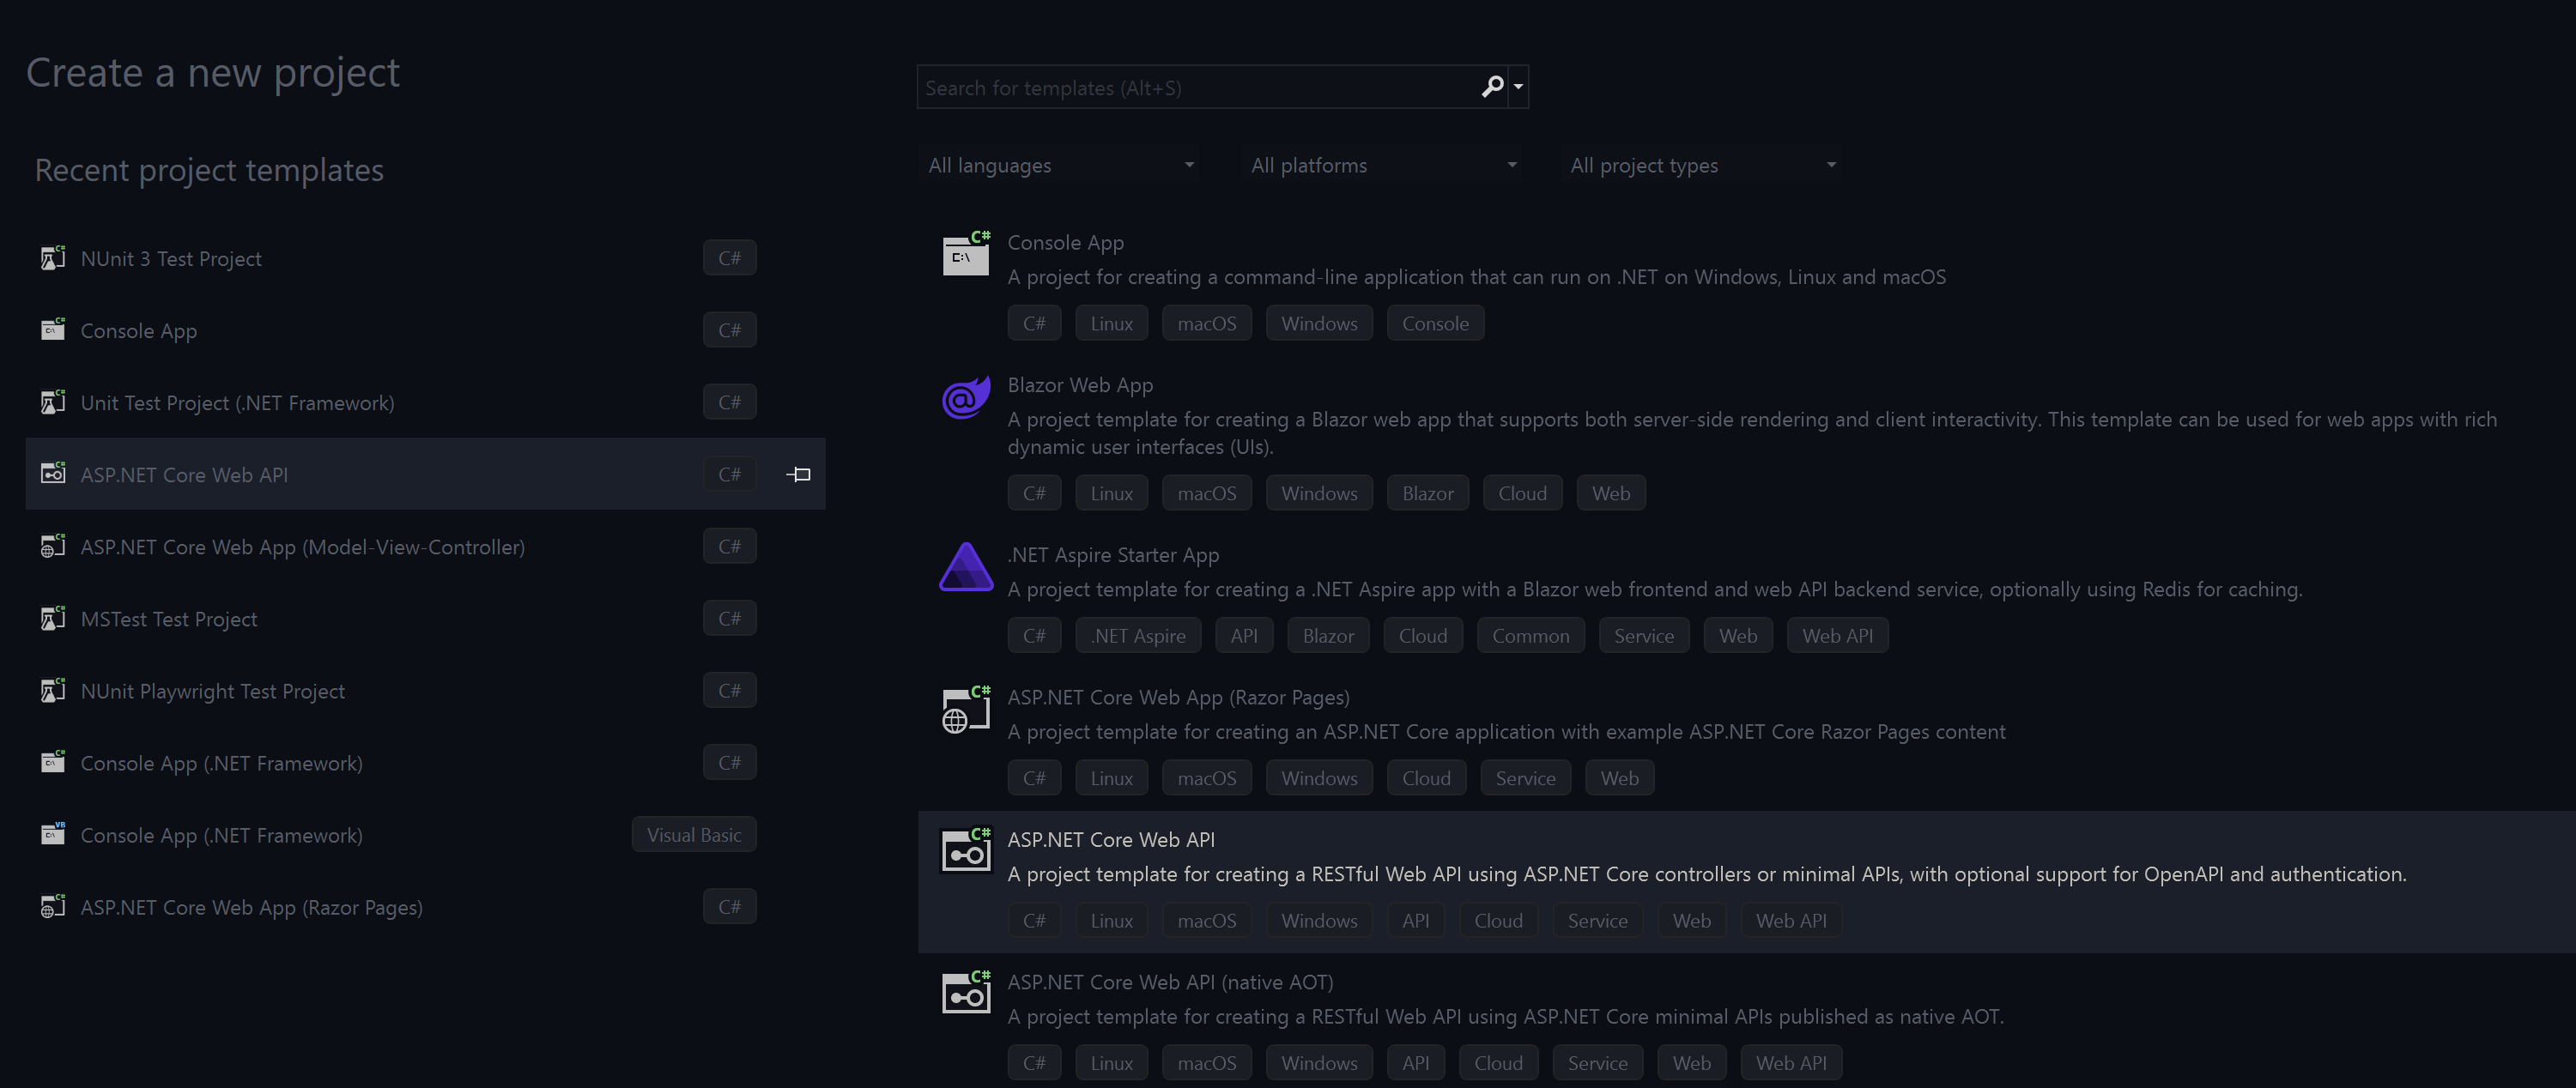 Create a new project
Search for templates (Alt+S)
Recent project templates
All languages
All platforms
All project types
NUnit 3 Test Project
C#
Console App
C#
Unit Test Project (.NET Framework)
C#
ASP.NET Core Web API
C#
ASP.NET Core Web App (Model-View-Controller)
C#
MSTest Test Project
C#
NUnit Playwright Test Project
C#
Console App (.NET Framework)
C#
Console App (.NET Framework)
Visual Basic
ASP.NET Core Web App (Razor Pages)
C#
Console App
A project for creating a command-line application that can run on .NET on Windows, Linux and macOS
C# Linux macOS Windows Console
Blazor Web App
A project template for creating a Blazor web app that supports both server-side rendering and client interactivity. This template can be used for web apps with rich
dynamic user interfaces (UIs).
C# Linux macOS Windows Blazor Cloud Web
.NET Aspire Starter App
A project template for creating a .NET Aspire app with a Blazor web frontend and web API backend service, optionally using Redis for caching.
C# .NET Aspire API Blazor Cloud Common Service Web Web API
ASP.NET Core Web App (Razor Pages)
A project template for creating an ASP.NET Core application with example ASP.NET Core Razor Pages content
C# Linux macOS Windows Cloud Service Web
ASP.NET Core Web API
A project template for creating a RESTful Web API using ASP.NET Core controllers or minimal APIs, with optional support for OpenAPI and authentication.
C# Linux macOS Windows API Cloud Service Web Web API
ASP.NET Core Web API (native AOT)
A project template for creating a RESTful Web API using ASP.NET Core minimal APIs published as native AOT.
C# Linux macOS Windows API Cloud Service Web Web API